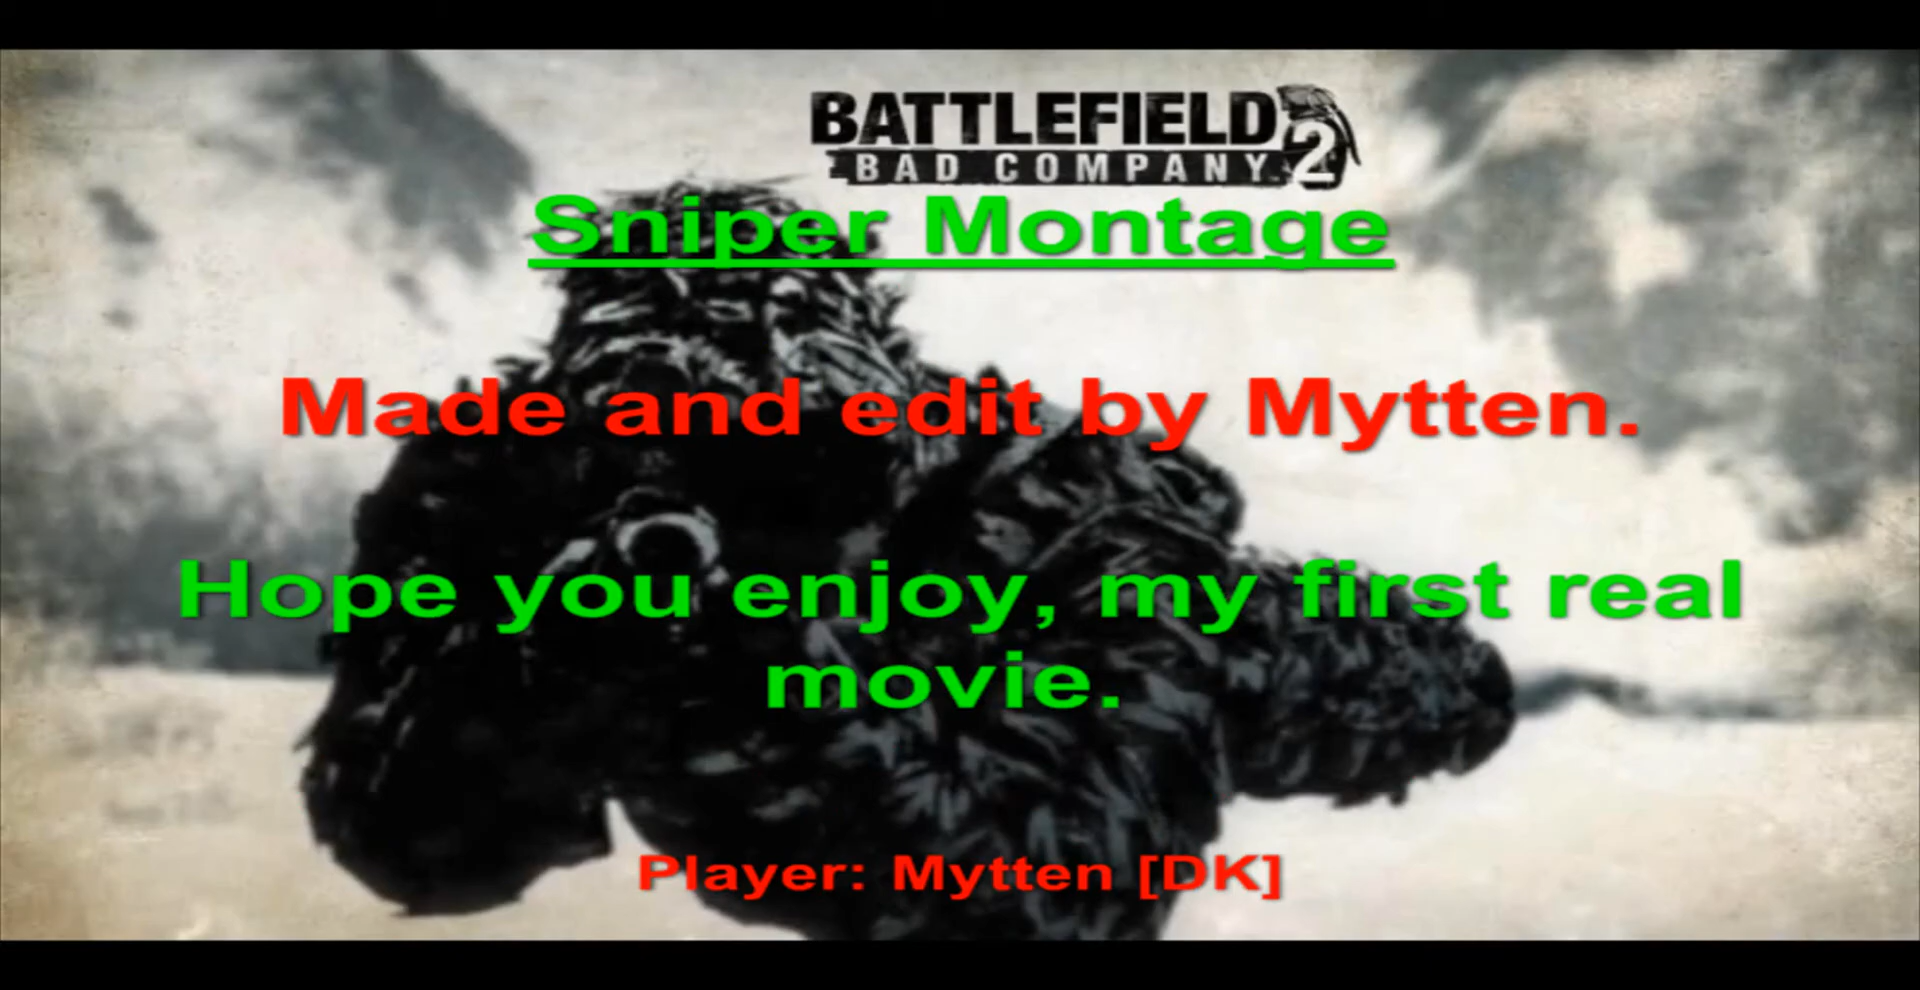 BATTLEFIELD 2
BAD COMPANY
Sniper Montage
Made and edit by Mytten.
Hope you enjoy, my first real
movie.
Player: Mytten [DK]